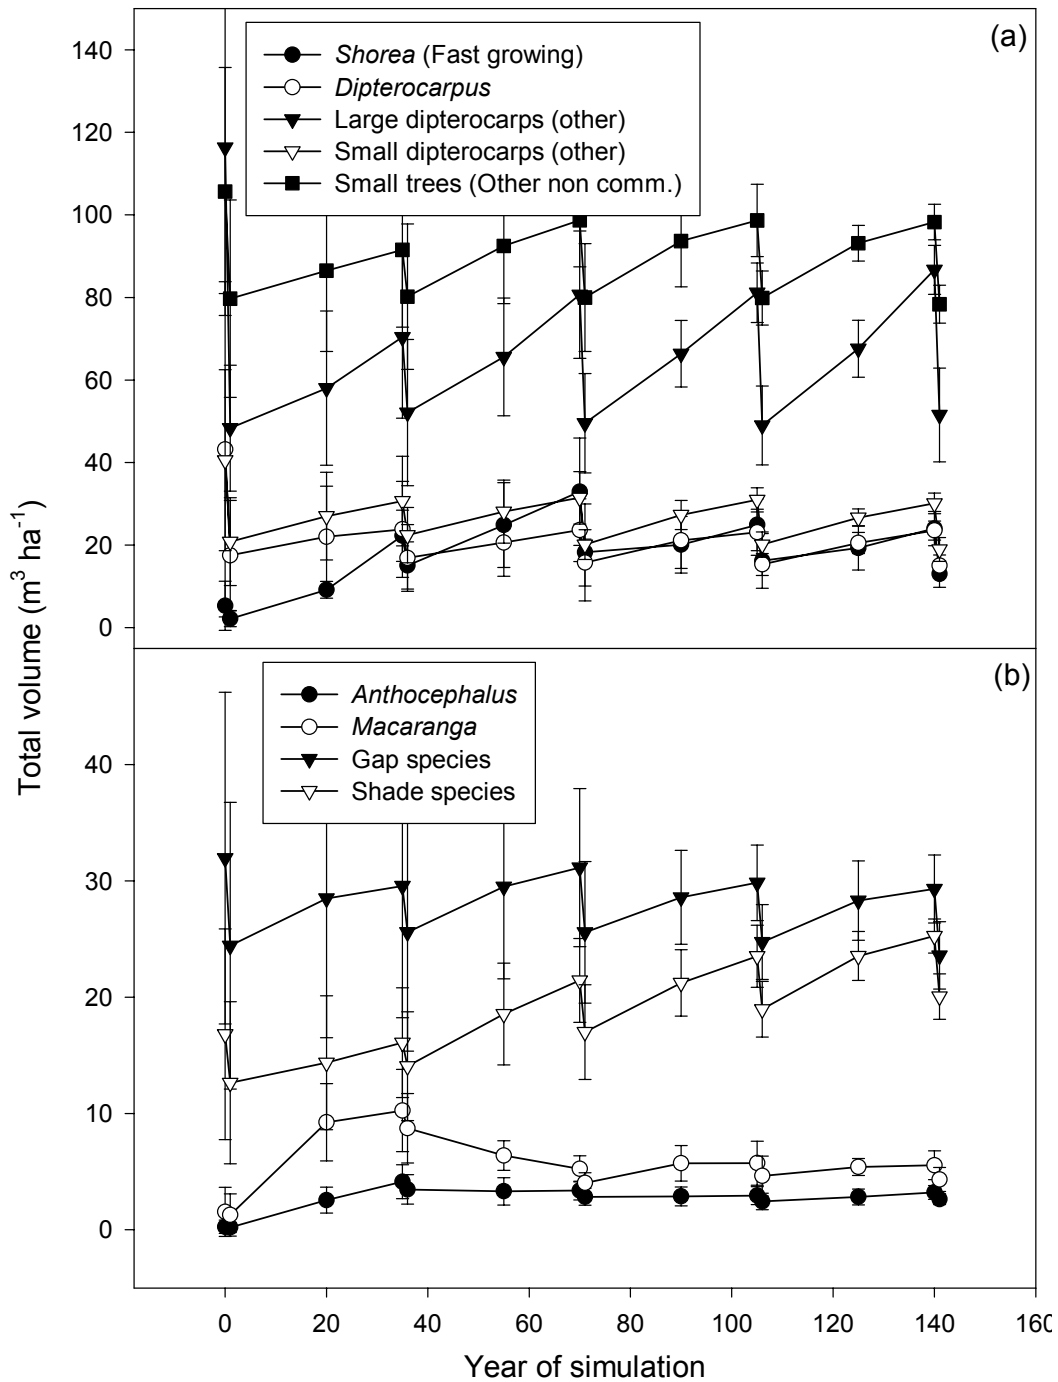 (a)
Shorea (Fast growing)
Dipterocarpus
Large dipterocarps (other)
Small dipterocarps (other)
Small trees (Other non comm.)
140
120
100
80
60
40
20
0
Total volume (m³ ha⁻¹)
(b)
Anthocephalus
Macaranga
Gap species
Shade species
40
30
20
10
0
0 20 40 60 80 100 120 140 160
Year of simulation